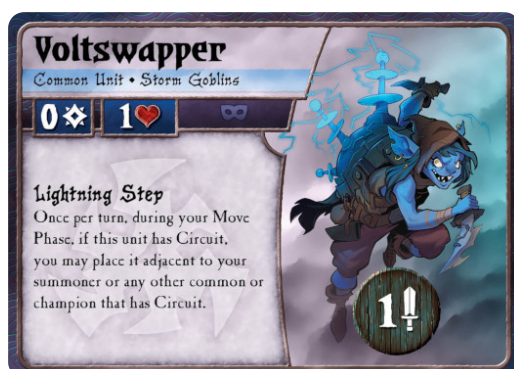 Voltswapper
Common Unit • Storm Goblins
0 1
Lightning Step
Once per turn, during your Move
Phase, if this unit has Circuit,
you may place it adjacent to your
summoner or any other common or
champion that has Circuit.
1